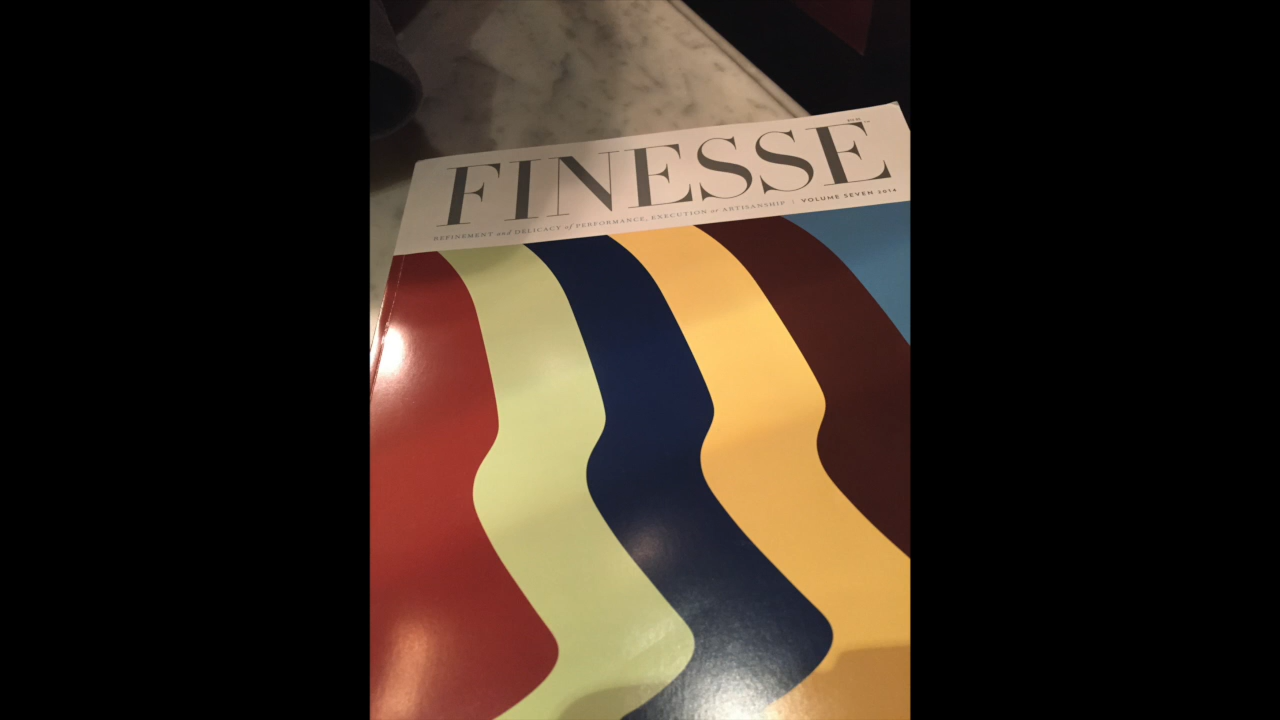 FINESSE
REFINEMENT and DELICACY of PERFORMANCE, EXECUTION or ARTISANSHIP | VOLUME SEVEN 2014